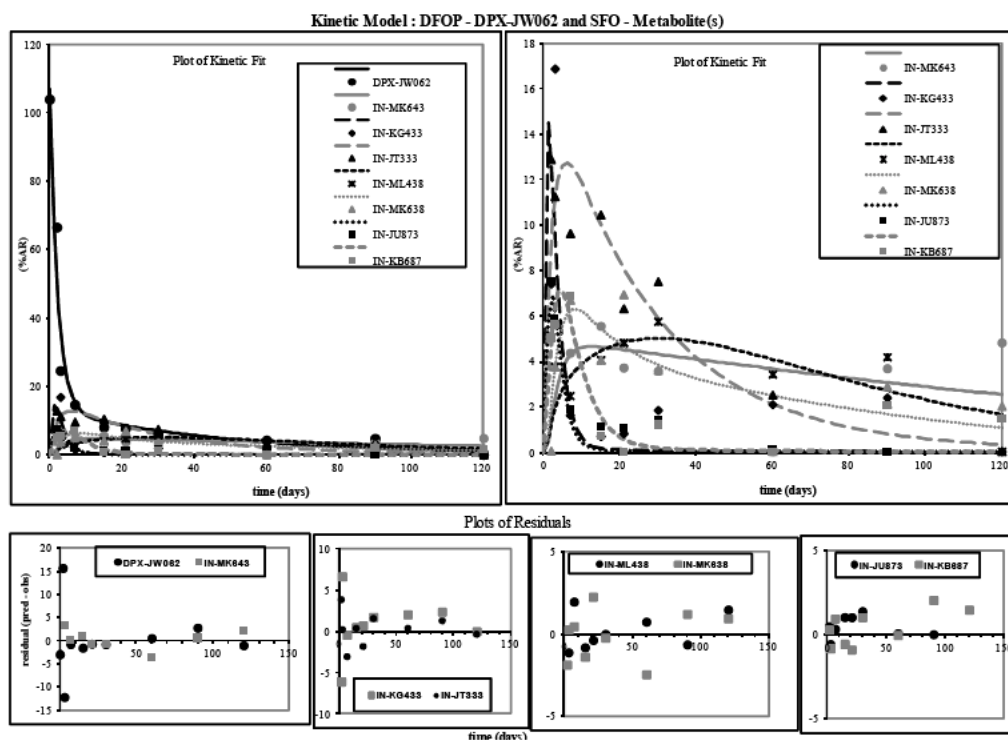 Kinetic Model : DFOP - DPX-JW062 and SFO - Metabolite(s)
Plot of Kinetic Fit
DPX-JW062
IN-MK643
IN-KG433
IN-JT333
IN-ML438
IN-MK638
IN-JU873
IN-KB687
(%AR)
120
100
80
60
40
20
0
0 20 40 60 80 100 120
time (days)
Plot of Kinetic Fit
IN-MK643
IN-KG433
IN-JT333
IN-ML438
IN-MK638
IN-JU873
IN-KB687
(%AR)
18
16
14
12
10
8
6
4
2
0
0 20 40 60 80 100 120
time (days)
Plots of Residuals
residual (pred - obs)
20
15
10
5
0
-5
-10
-15
DPX-JW062 IN-MK643
0 50 100 150
10
5
0
-5
-10
0 50 100 150
IN-KG433 IN-JT333
5
0
-5
IN-ML438 IN-MK638
0 50 100 150
5
0
-5
IN-JU873 IN-KB687
0 50 100 150
time (days)